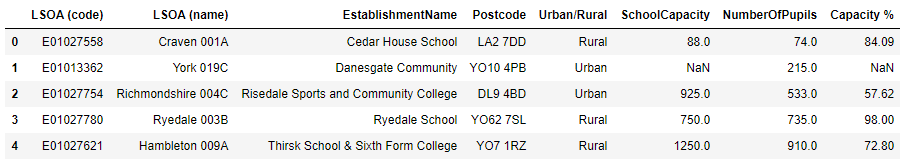 LSOA (code) LSOA (name) EstablishmentName Postcode Urban/Rural SchoolCapacity NumberOfPupils Capacity %
0 E01027558 Craven 001A Cedar House School LA2 7DD Rural 88.0 74.0 84.09
1 E01013362 York 019C Danesgate Community YO10 4PB Urban NaN 215.0 NaN
2 E01027754 Richmondshire 004C Risedale Sports and Community College DL9 4BD Urban 925.0 533.0 57.62
3 E01027780 Ryedale 003B Ryedale School YO62 7SL Rural 750.0 735.0 98.00
4 E01027621 Hambleton 009A Thirsk School & Sixth Form College YO7 1RZ Rural 1250.0 910.0 72.80